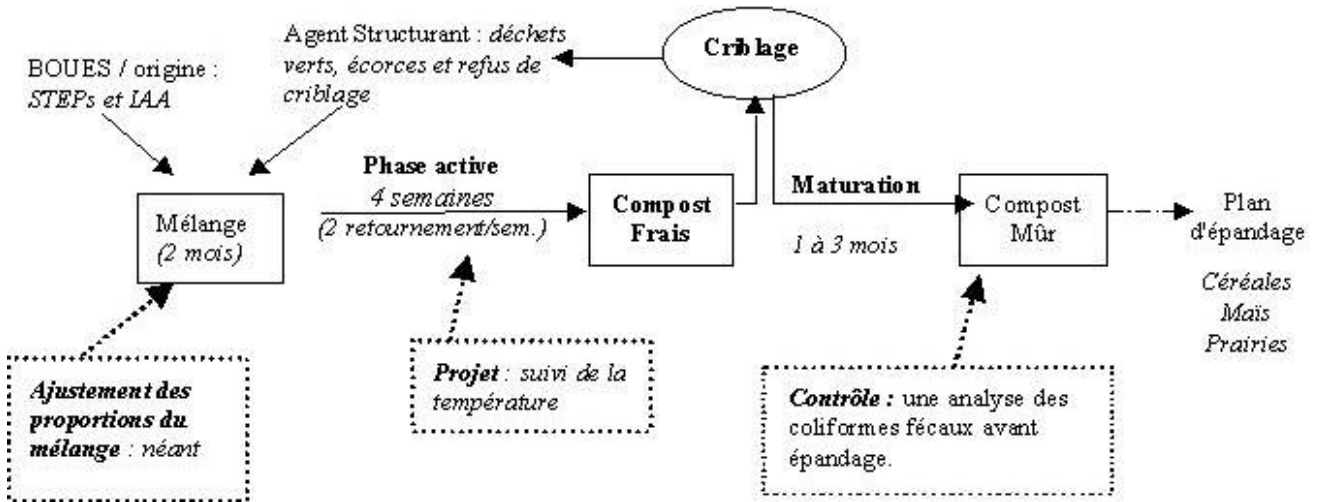 BOUES / origine :
STEPs et IAA
Agent Structurant : déchets
verts, écorces et refus de
criblage
Criblage
Mélange
(2 mois)
Phase active
4 semaines
(2 retournement/sem.)
Compost
Frais
Maturation
1 à 3 mois
Compost
Mûr
Plan
d'épandage
Céréales
Maïs
Prairies
Ajustement des
proportions du
mélange : néant
Projet : suivi de la
température
Contrôle : une analyse des
coliformes fécaux avant
épandage.